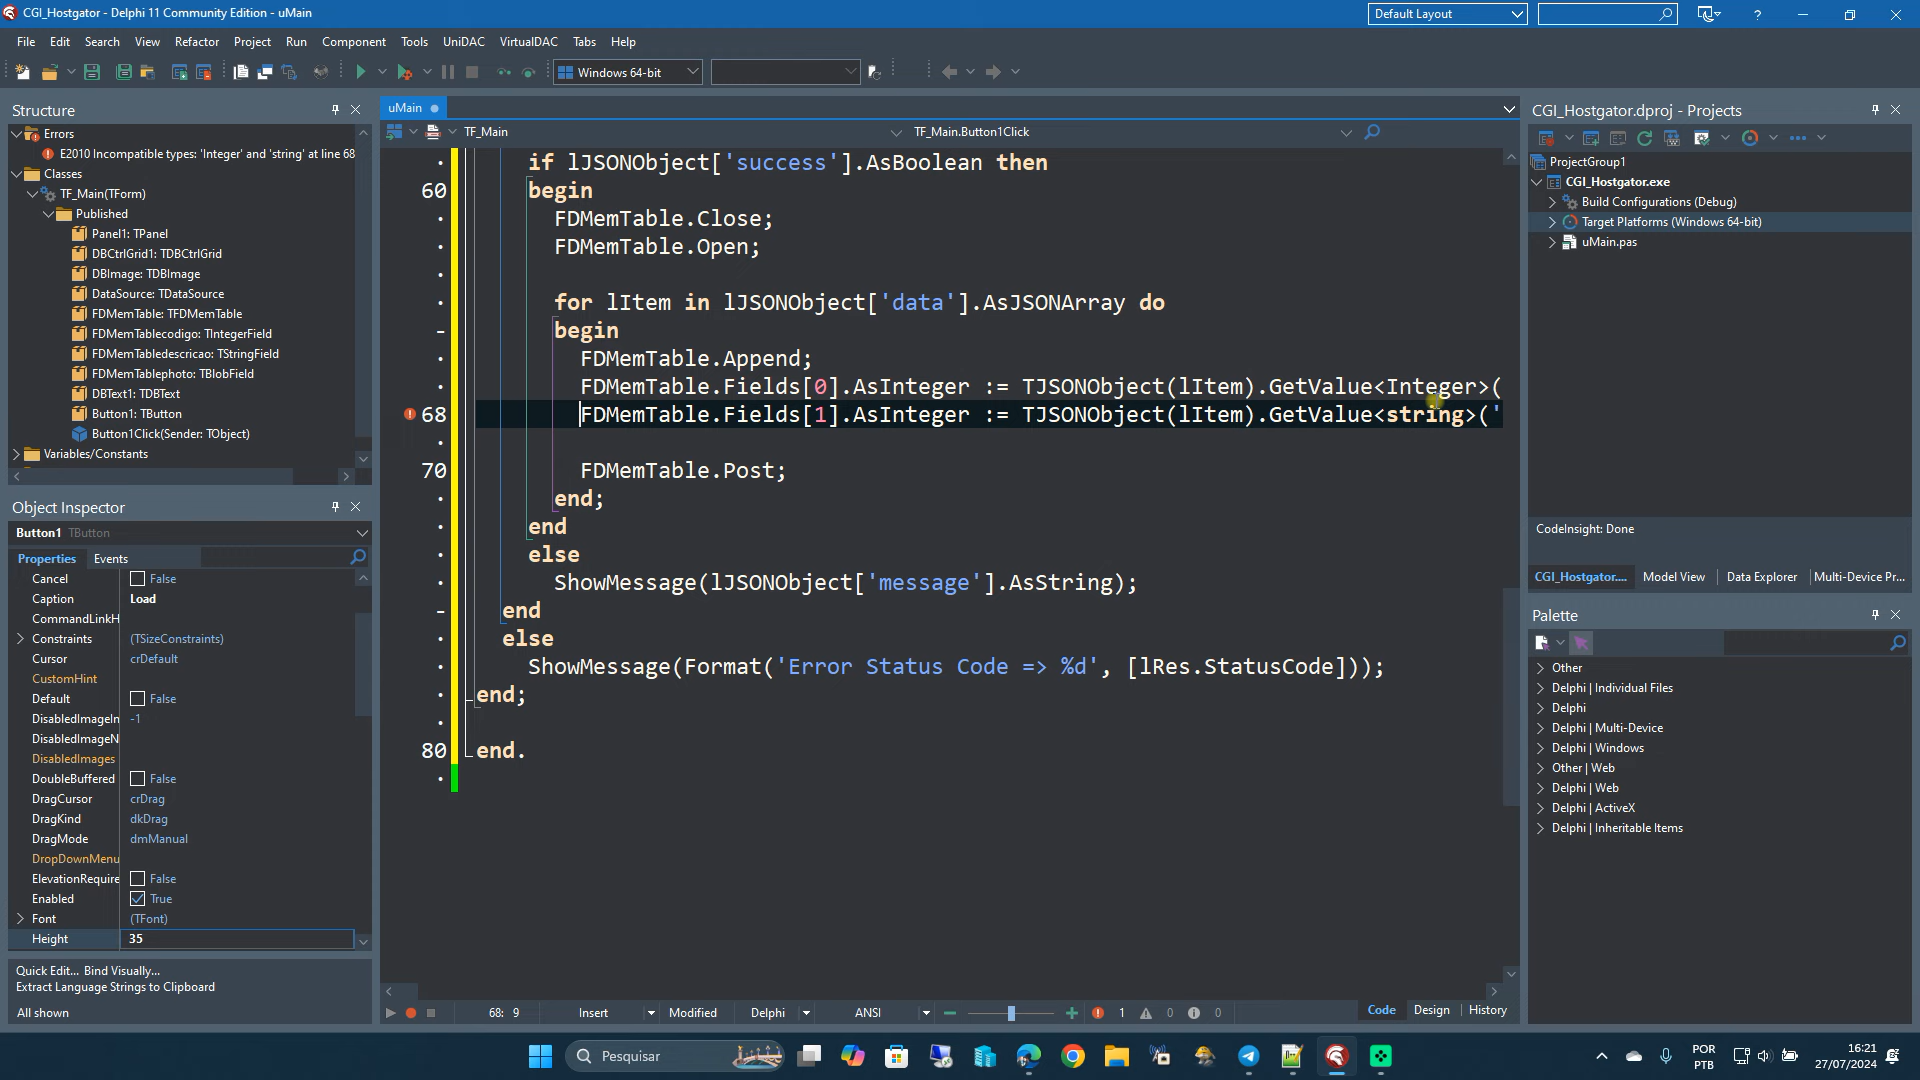 CGI_Hostgator - Delphi 11 Community Edition - uMain
Default Layout
File Edit Search View Refactor Project Run Component Tools UniDAC VirtualDAC Tabs Help
Windows 64-bit
Structure
Errors
E2010 Incompatible types: 'Integer' and 'string' at line 68
Classes
TF_Main(TForm)
Published
Panel1: TPanel
DBCtrlGrid1: TDBCtrlGrid
DBImage: TDBImage
DataSource: TDataSource
FDMemTable: TFDMemTable
FDMemTablecodigo: TIntegerField
FDMemTabledescricao: TStringField
FDMemTablephoto: TBlobField
DBText1: TDBText
Button1: TButton
Button1Click(Sender: TObject)
Variables/Constants
Object Inspector
Button1 TButton
Properties Events
Cancel False
Caption Load
CommandLinkH
Constraints (TSizeConstraints)
Cursor crDefault
CustomHint
Default False
DisabledImageIn -1
DisabledImageN
DisabledImages
DoubleBuffered False
DragCursor crDrag
DragKind dkDrag
DragMode dmManual
DropDownMenu
ElevationRequire False
Enabled True
Font (TFont)
Height 35
Quick Edit... Bind Visually...
Extract Language Strings to Clipboard
All shown
uMain
TF_Main TF_Main.Button1Click
if lJSONObject['success'].AsBoolean then
60 begin
FDMemTable.Close;
FDMemTable.Open;
for lItem in lJSONObject['data'].AsJSONArray do
begin
FDMemTable.Append;
FDMemTable.Fields[0].AsInteger := TJSONObject(lItem).GetValue<Integer>(
68 FDMemTable.Fields[1].AsInteger := TJSONObject(lItem).GetValue<string>('
70 FDMemTable.Post;
end;
end
else
ShowMessage(lJSONObject['message'].AsString);
end
else
ShowMessage(Format('Error Status Code => %d', [lRes.StatusCode]));
end;
80 end.
68: 9 Insert Modified Delphi ANSI 1 0 0 Code Design History
CGI_Hostgator.dproj - Projects
ProjectGroup1
CGI_Hostgator.exe
Build Configurations (Debug)
Target Platforms (Windows 64-bit)
uMain.pas
CodeInsight: Done
CGI_Hostgator.... Model View Data Explorer Multi-Device Pr...
Palette
Other
Delphi | Individual Files
Delphi
Delphi | Multi-Device
Delphi | Windows
Other | Web
Delphi | Web
Delphi | ActiveX
Delphi | Inheritable Items
Pesquisar
POR
PTB
16:21
27/07/2024